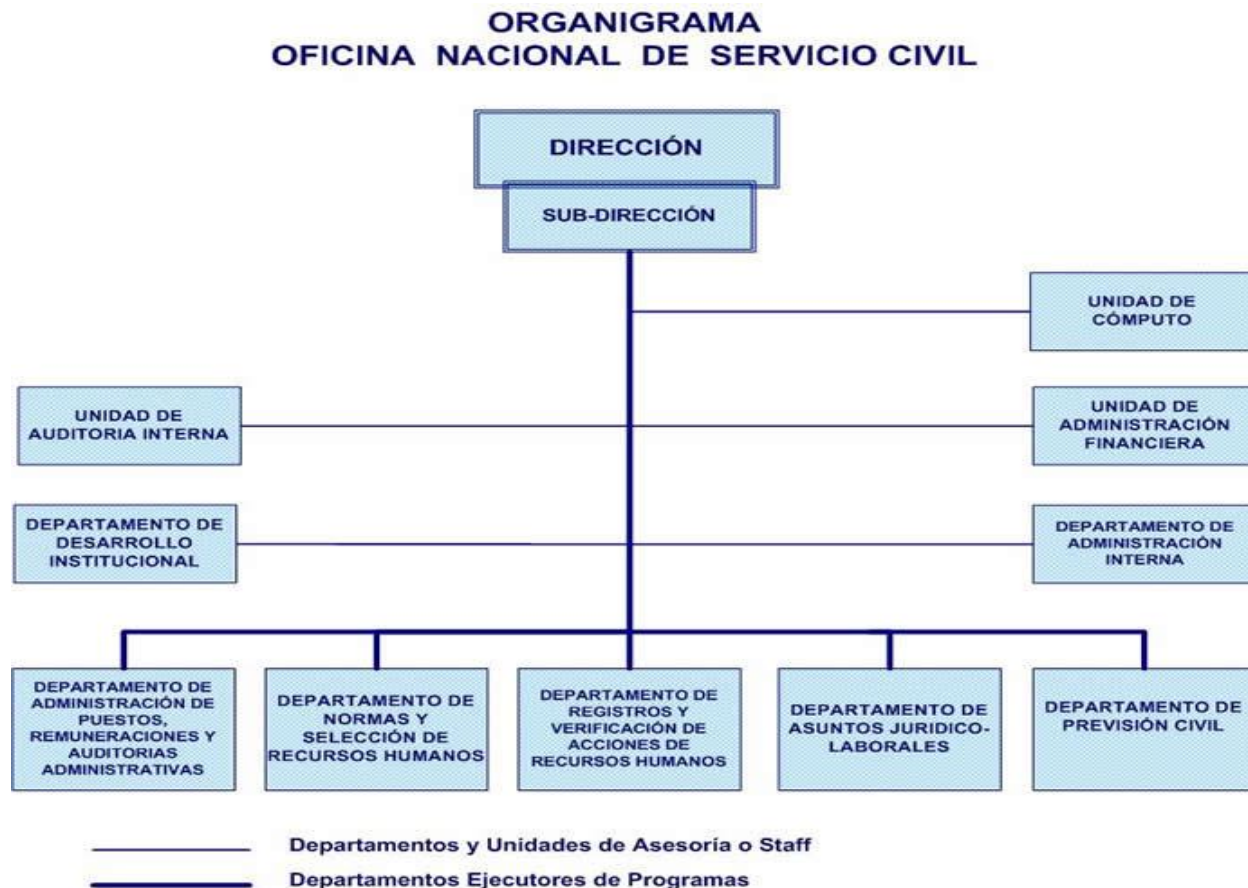 ORGANIGRAMA
OFICINA NACIONAL DE SERVICIO CIVIL
DIRECCIÓN
SUB-DIRECCIÓN
UNIDAD DE
CÓMPUTO
UNIDAD DE
AUDITORIA INTERNA
UNIDAD DE
ADMINISTRACIÓN
FINANCIERA
DEPARTAMENTO DE
DESARROLLO
INSTITUCIONAL
DEPARTAMENTO DE
ADMINISTRACIÓN
INTERNA
DEPARTAMENTO DE
ADMINISTRACIÓN DE
PUESTOS,
REMUNERACIONES Y
AUDITORIAS
ADMINISTRATIVAS
DEPARTAMENTO DE
NORMAS Y
SELECCIÓN DE
RECURSOS HUMANOS
DEPARTAMENTO DE
REGISTROS Y
VERIFICACIÓN DE
ACCIONES DE
RECURSOS HUMANOS
DEPARTAMENTO DE
ASUNTOS JURIDICO-
LABORALES
DEPARTAMENTO DE
PREVISIÓN CIVIL
Departamentos y Unidades de Asesoría o Staff
Departamentos Ejecutores de Programas